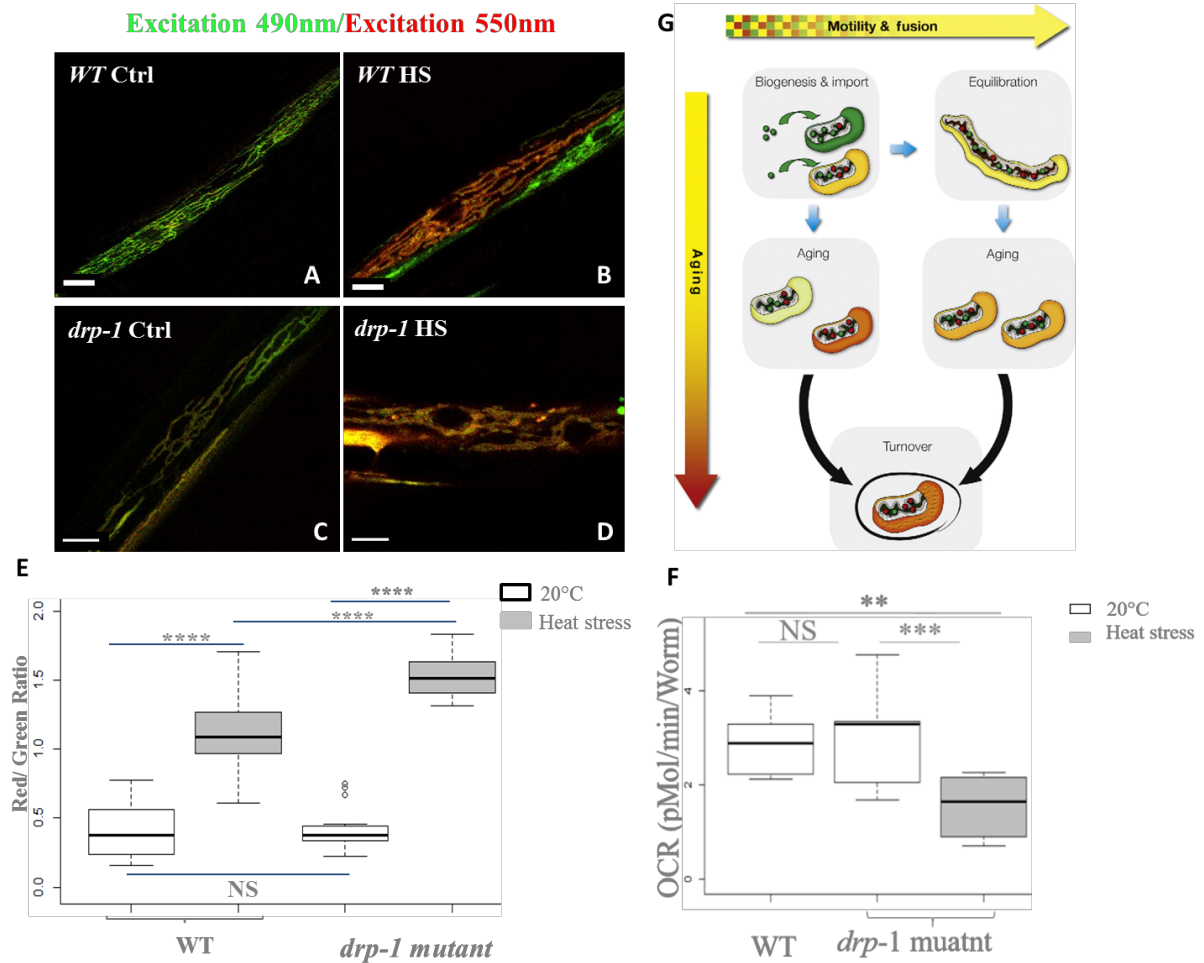 Excitation 490nm/Excitation 550nm
WT Ctrl
A
WT HS
B
drp-1 Ctrl
C
drp-1 HS
D
G
Motility & fusion
Aging
Biogenesis & import
Equilibration
Aging
Aging
Turnover
E
20°C
Heat stress
Red/ Green Ratio
2.0
1.5
1.0
0.5
0.0
****
****
****
NS
WT
drp-1 mutant
F
20°C
Heat stress
OCR (pMol/min/Worm)
4
2
0
**
NS
***
WT
drp-1 muatnt